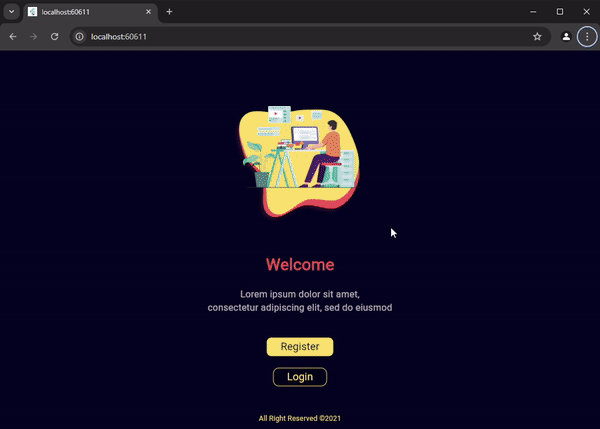 localhost:60611
localhost:60611
Welcome
Lorem ipsum dolor sit amet,
consectetur adipiscing elit, sed do eiusmod
Register
Login
All Right Reserved ©2021